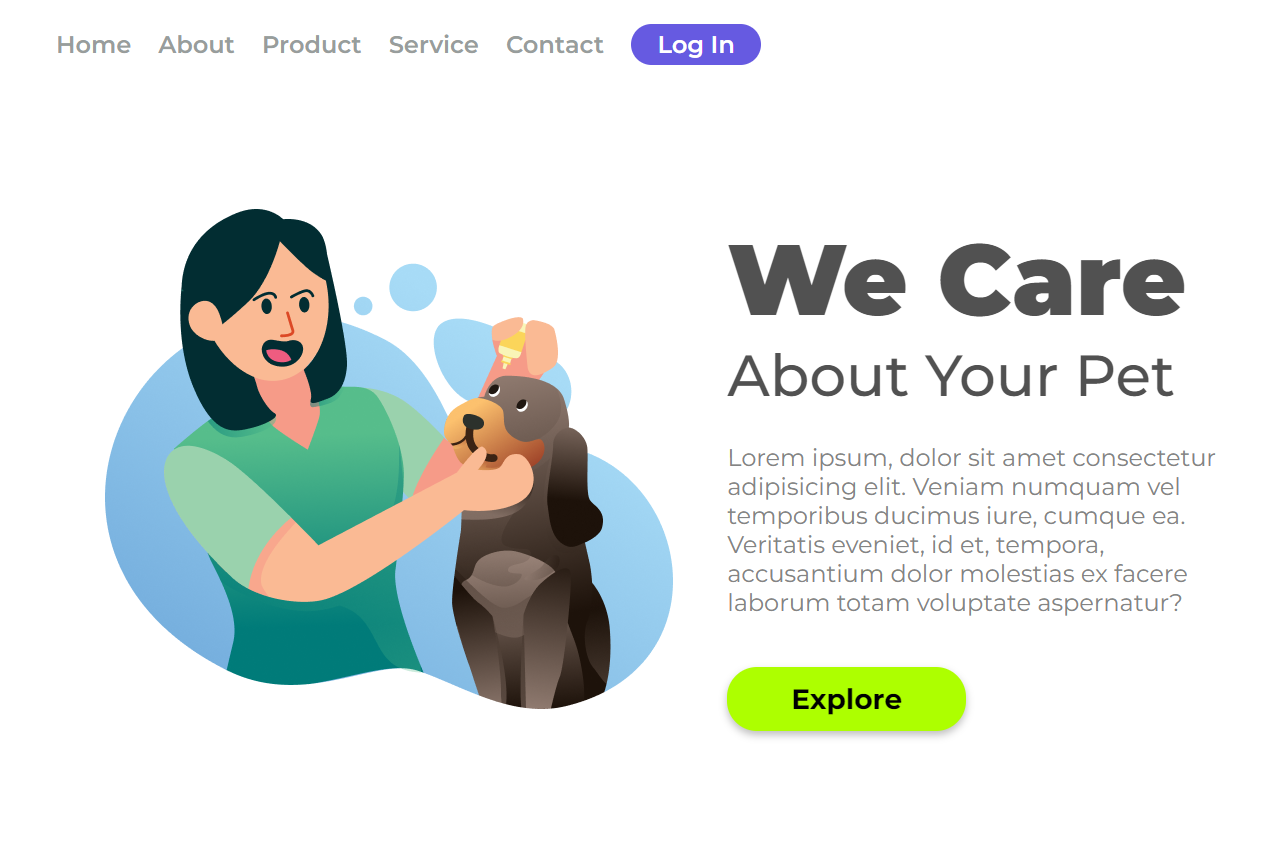 Home About Product Service Contact Log In
We Care
About Your Pet
Lorem ipsum, dolor sit amet consectetur
adipisicing elit. Veniam numquam vel
temporibus ducimus iure, cumque ea.
Veritatis eveniet, id et, tempora,
accusantium dolor molestias ex facere
laborum totam voluptate aspernatur?
Explore